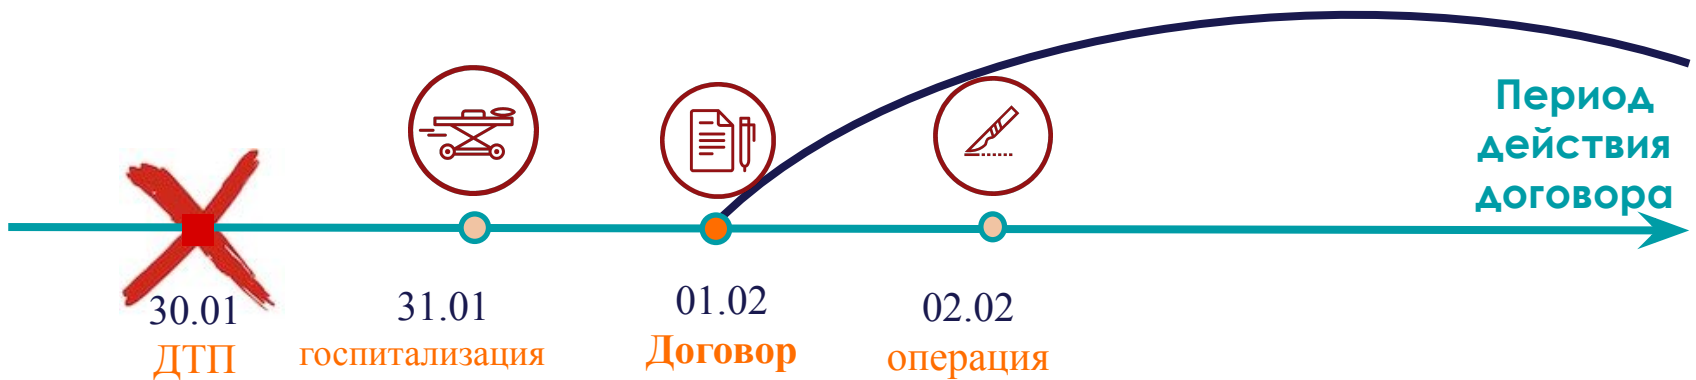 Период
действия
договора
30.01
ДТП
31.01
госпитализация
01.02
Договор
02.02
операция